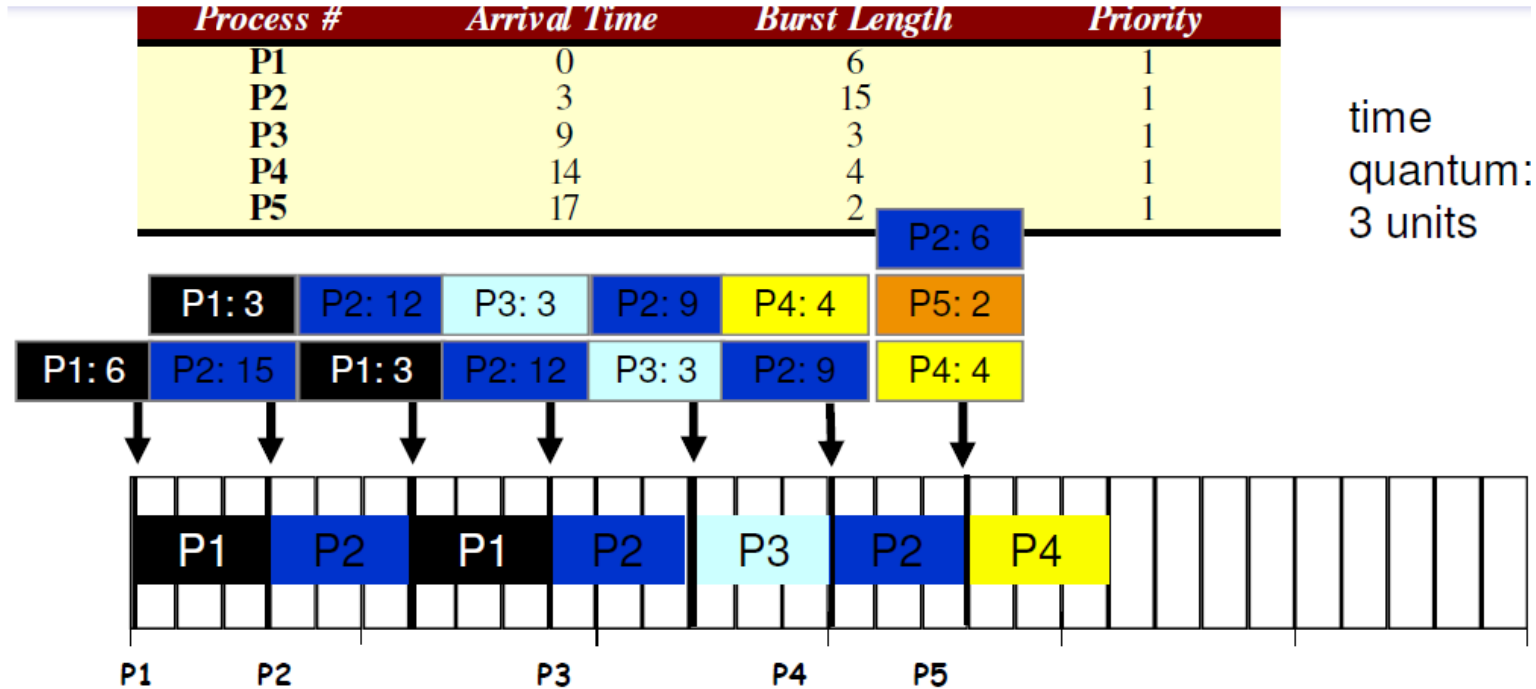 Process # Arrival Time Burst Length Priority
P1 0 6 1
P2 3 15 1
P3 9 3 1
P4 14 4 1
P5 17 2 1
time
quantum:
3 units
P2: 6
P1: 3 P2: 12 P3: 3 P2: 9 P4: 4 P5: 2
P1: 6 P2: 15 P1: 3 P2: 12 P3: 3 P2: 9 P4: 4
P1 P2 P1 P2 P3 P2 P4
P1 P2 P3 P4 P5